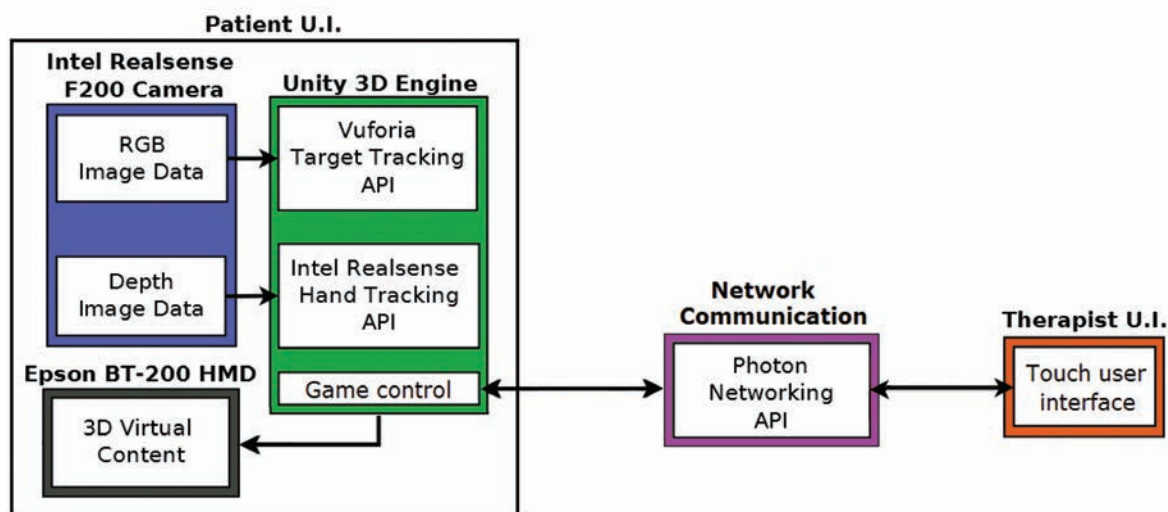 Patient U.I.
Intel Realsense
F200 Camera
RGB
Image Data
Depth
Image Data
Unity 3D Engine
Vuforia
Target Tracking
API
Intel Realsense
Hand Tracking
API
Game control
Epson BT-200 HMD
3D Virtual
Content
Network
Communication
Photon
Networking
API
Therapist U.I.
Touch user
interface